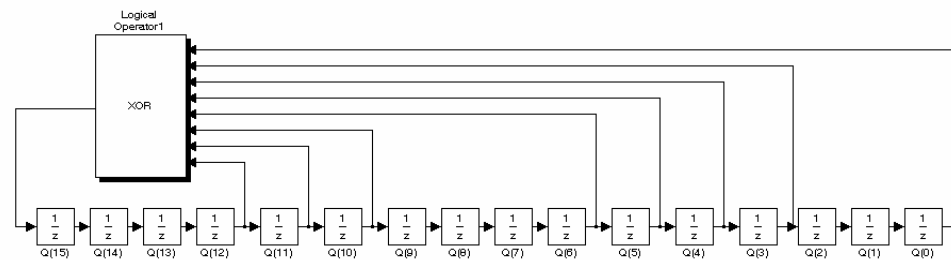 Logical
Operator1
XOR
1 1 1 1 1 1 1 1 1 1 1 1 1 1 1 1
z z z z z z z z z z z z z z z z
Q(15) Q(14) Q(13) Q(12) Q(11) Q(10) Q(9) Q(8) Q(7) Q(6) Q(5) Q(4) Q(3) Q(2) Q(1) Q(0)